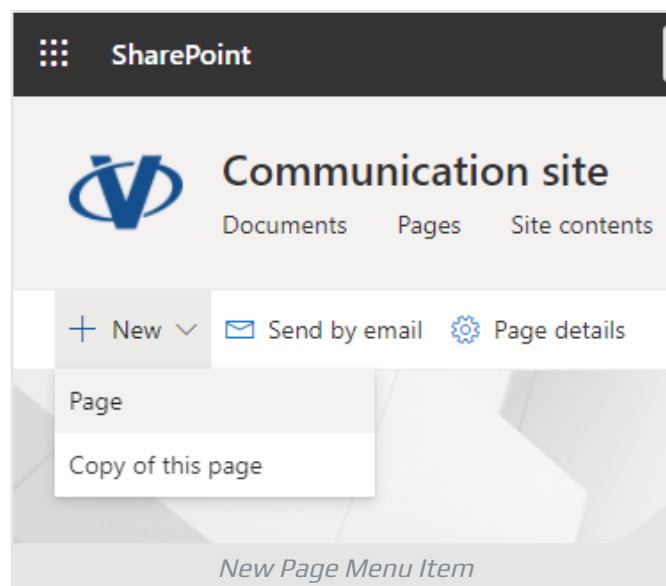 SharePoint
Communication site
Documents Pages Site contents
New Send by email Page details
Page
Copy of this page
New Page Menu Item